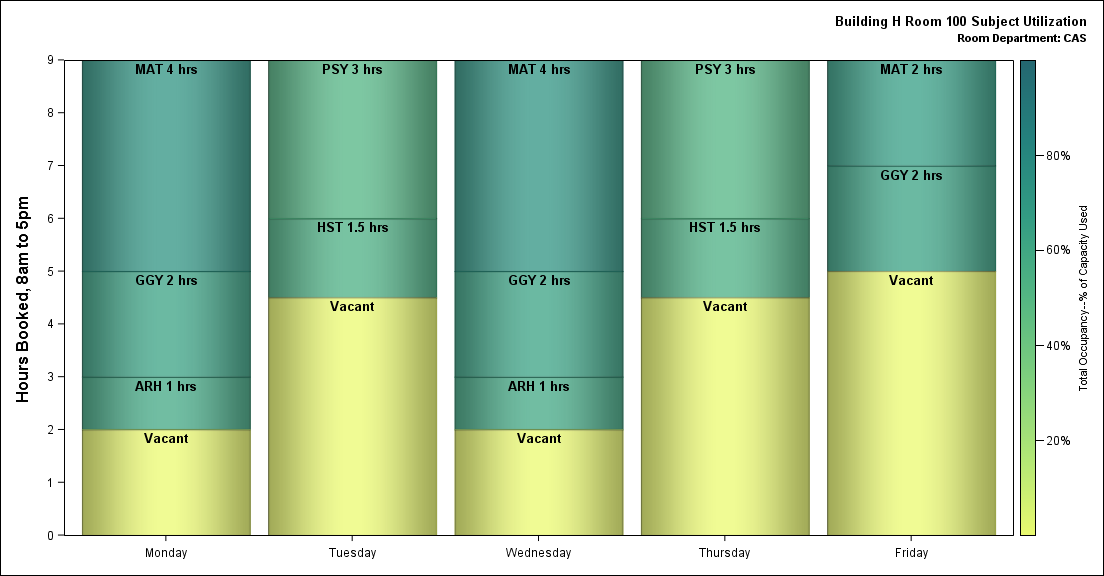 Building H Room 100 Subject Utilization
Room Department: CAS
Hours Booked, 8am to 5pm
9
8
7
6
5
4
3
2
1
0
MAT 4 hrs
GGY 2 hrs
ARH 1 hrs
Vacant
PSY 3 hrs
HST 1.5 hrs
Vacant
MAT 4 hrs
GGY 2 hrs
ARH 1 hrs
Vacant
PSY 3 hrs
HST 1.5 hrs
Vacant
MAT 2 hrs
GGY 2 hrs
Vacant
Monday
Tuesday
Wednesday
Thursday
Friday
80%
60%
40%
20%
Total Occupancy--% of Capacity Used